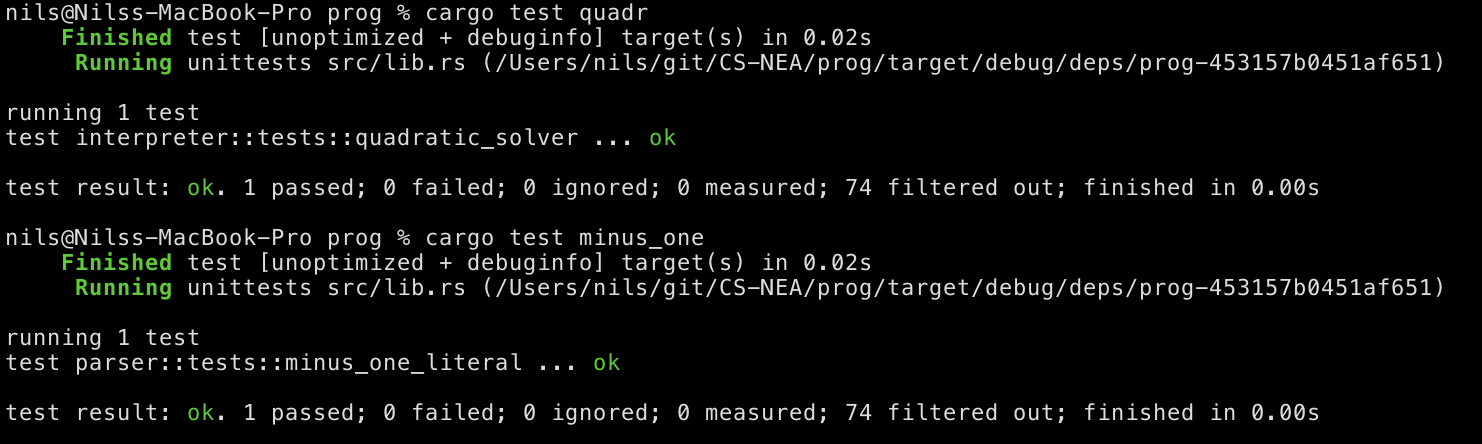 nils@Nilss-MacBook-Pro prog % cargo test quadr
    Finished test [unoptimized + debuginfo] target(s) in 0.02s
     Running unittests src/lib.rs (/Users/nils/git/CS-NEA/prog/target/debug/deps/prog-453157b0451af651)

running 1 test
test interpreter::tests::quadratic_solver ... ok

test result: ok. 1 passed; 0 failed; 0 ignored; 0 measured; 74 filtered out; finished in 0.00s

nils@Nilss-MacBook-Pro prog % cargo test minus_one
    Finished test [unoptimized + debuginfo] target(s) in 0.02s
     Running unittests src/lib.rs (/Users/nils/git/CS-NEA/prog/target/debug/deps/prog-453157b0451af651)

running 1 test
test parser::tests::minus_one_literal ... ok

test result: ok. 1 passed; 0 failed; 0 ignored; 0 measured; 74 filtered out; finished in 0.00s